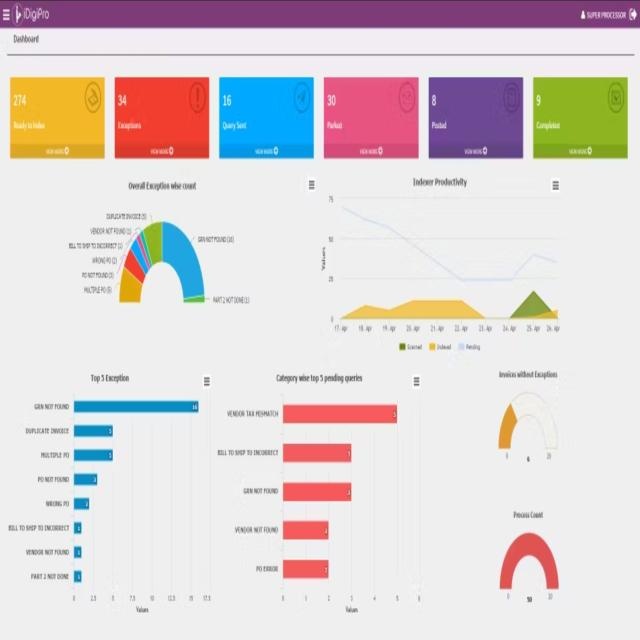 iDigiPro
SUPER PROCESSOR
Dashboard
274
Ready to Index
VIEW MORE
34
Exceptions
VIEW MORE
16
Query Sent
VIEW MORE
30
Parked
VIEW MORE
8
Posted
VIEW MORE
9
Completed
VIEW MORE
Overall Exception wise count
DUPLICATE INVOICE (5)
VENDOR NOT FOUND (1)
BILL TO SHIP TO INCORRECT (1)
WRONG PO (2)
PO NOT FOUND (3)
MULTIPLE PO (5)
GRN NOT FOUND (16)
PART 2 NOT DONE (1)
Indexer Productivity
Values
75
50
25
0
17. Apr 18. Apr 19. Apr 20. Apr 21. Apr 22. Apr 23. Apr 24. Apr 25. Apr 26. Apr
Scanned Indexed Pending
Top 5 Exception
GRN NOT FOUND 16
DUPLICATE INVOICE 5
MULTIPLE PO 5
PO NOT FOUND 3
WRONG PO 2
BILL TO SHIP TO INCORRECT 1
VENDOR NOT FOUND 1
PART 2 NOT DONE 1
0 2.5 5 7.5 10 12.5 15 17.5
Values
Category wise top 5 pending queries
VENDOR TAX MISMATCH 5
BILL TO SHIP TO INCORRECT 3
GRN NOT FOUND 3
VENDOR NOT FOUND 2
PO ERROR 2
0 1 2 3 4 5 6
Values
Invoices without Exceptions
0 6 20
Process Count
0 50